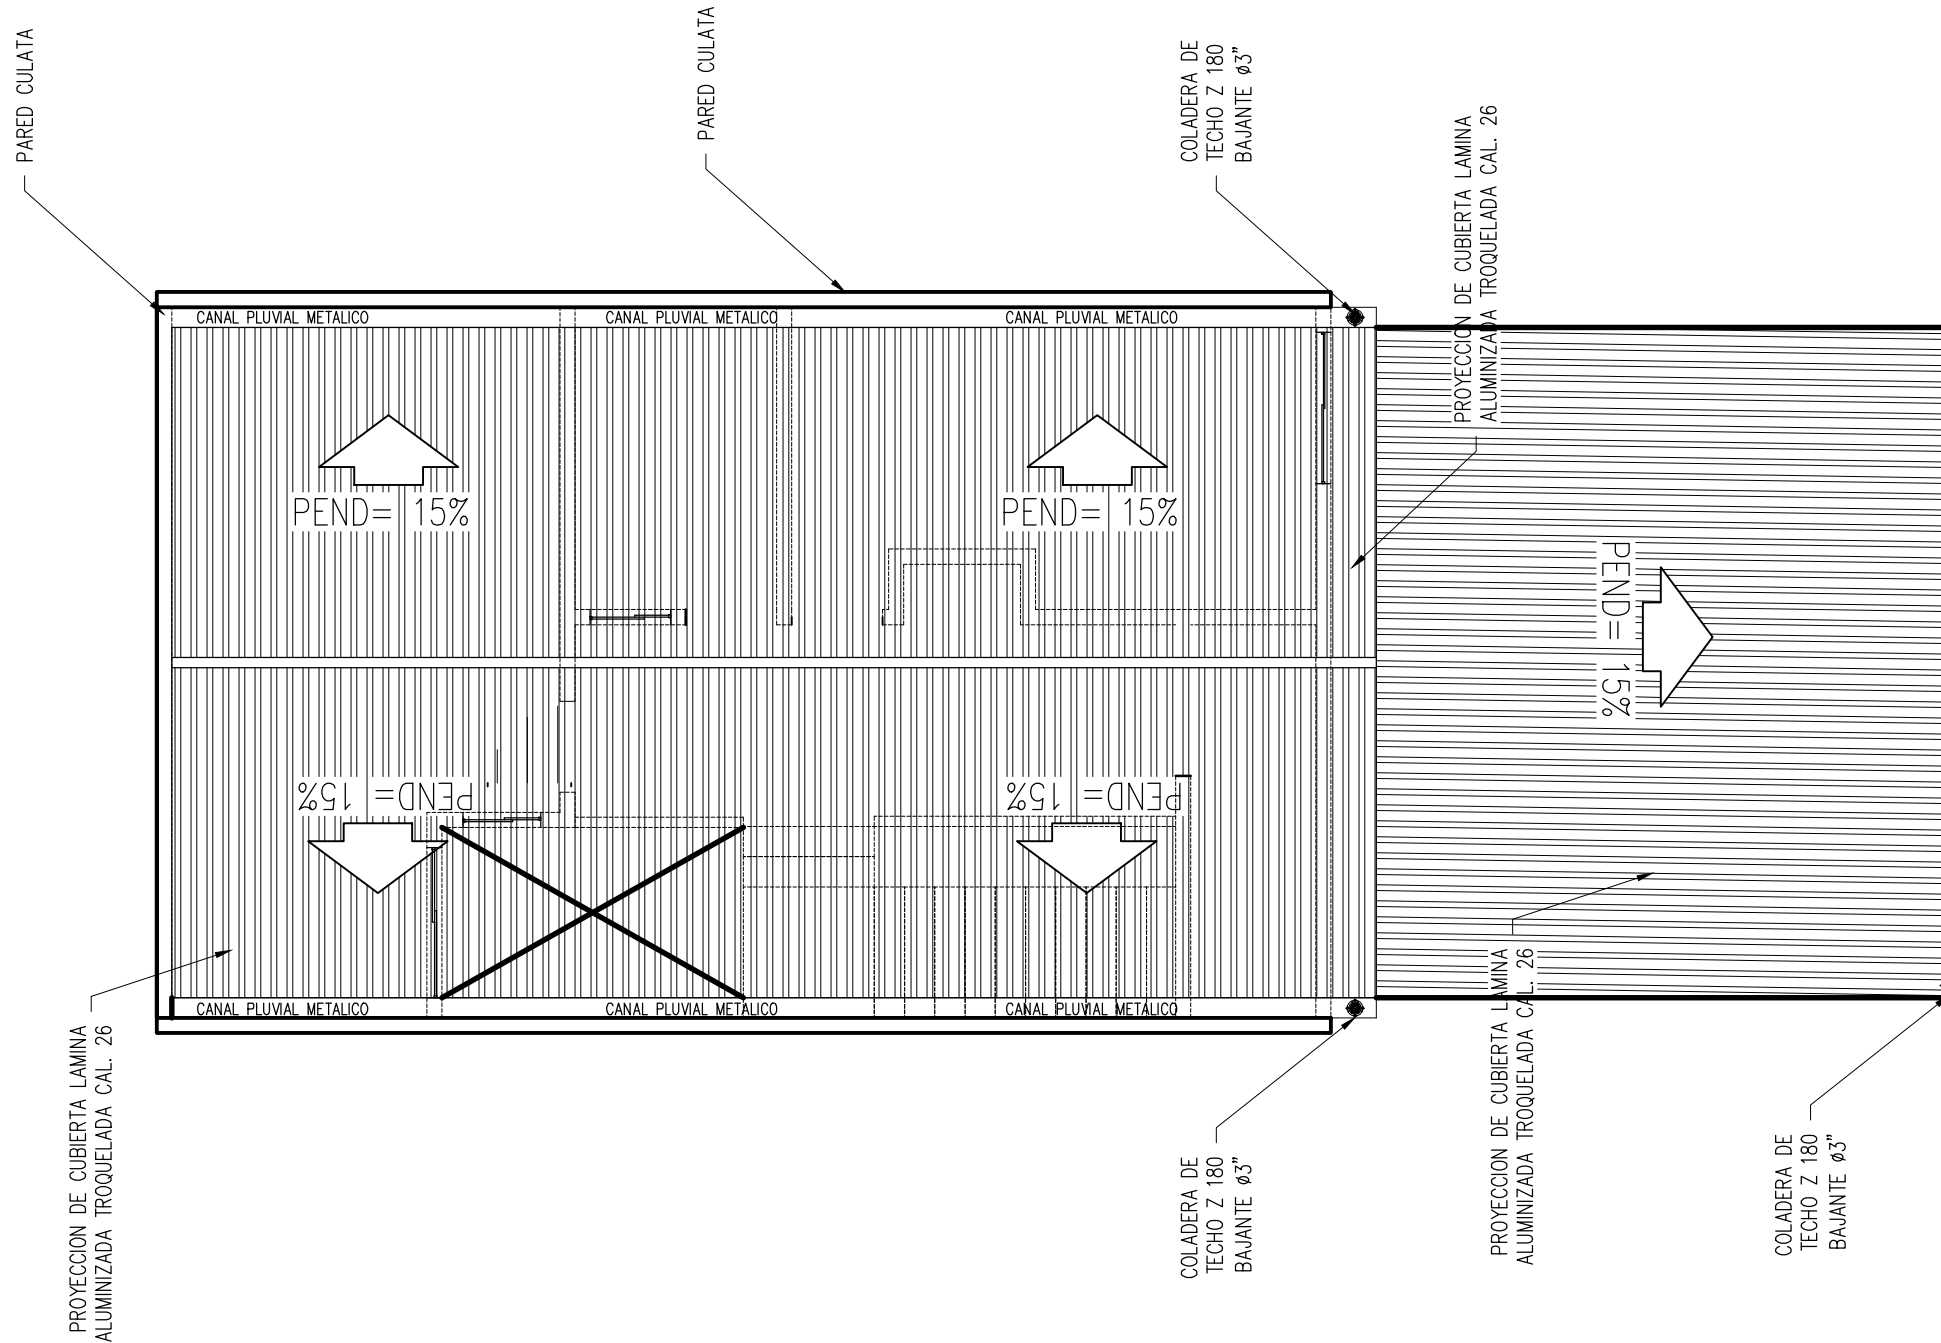 PARED CULATA
PARED CULATA
COLADERA DE
TECHO Z 180
BAJANTE ø3"
PROYECCION DE CUBIERTA LAMINA
ALUMINIZADA TROQUELADA CAL. 26
CANAL PLUVIAL METALICO
CANAL PLUVIAL METALICO
CANAL PLUVIAL METALICO
PEND= 15%
PEND= 15%
PEND= 15%
PEND= 15%
PEND= 15%
CANAL PLUVIAL METALICO
CANAL PLUVIAL METALICO
CANAL PLUVIAL METALICO
PROYECCION DE CUBIERTA LAMINA
ALUMINIZADA TROQUELADA CAL. 26
COLADERA DE
TECHO Z 180
BAJANTE ø3"
PROYECCION DE CUBIERTA LAMINA
ALUMINIZADA TROQUELADA CAL. 26
COLADERA DE
TECHO Z 180
BAJANTE ø3"